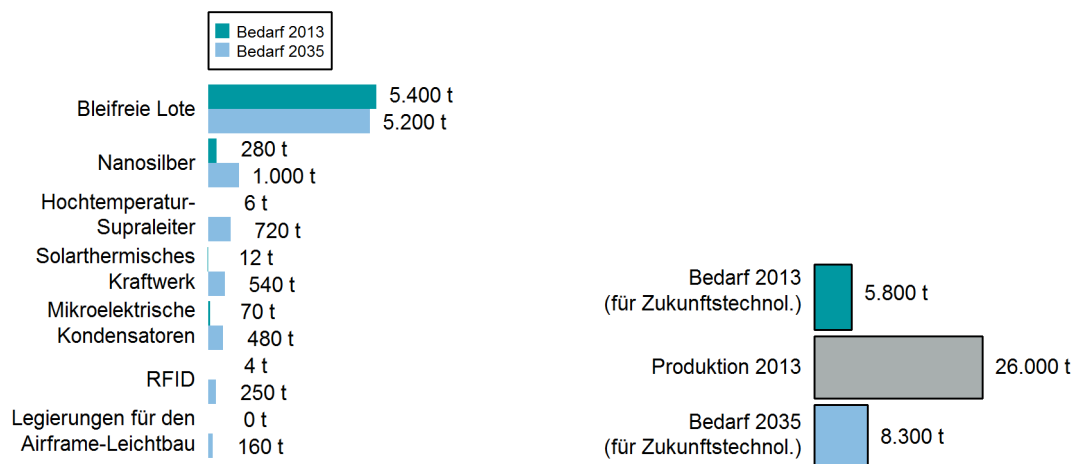 Bedarf 2013
Bedarf 2035
Bleifreie Lote
5.400 t
5.200 t
Nanosilber
280 t
1.000 t
Hochtemperatur-
Supraleiter
6 t
720 t
Solarthermisches
Kraftwerk
12 t
540 t
Mikroelektrische
Kondensatoren
70 t
480 t
RFID
4 t
250 t
Legierungen für den
Airframe-Leichtbau
0 t
160 t
Bedarf 2013
(für Zukunftstechnol.)
5.800 t
Produktion 2013
26.000 t
Bedarf 2035
(für Zukunftstechnol.)
8.300 t